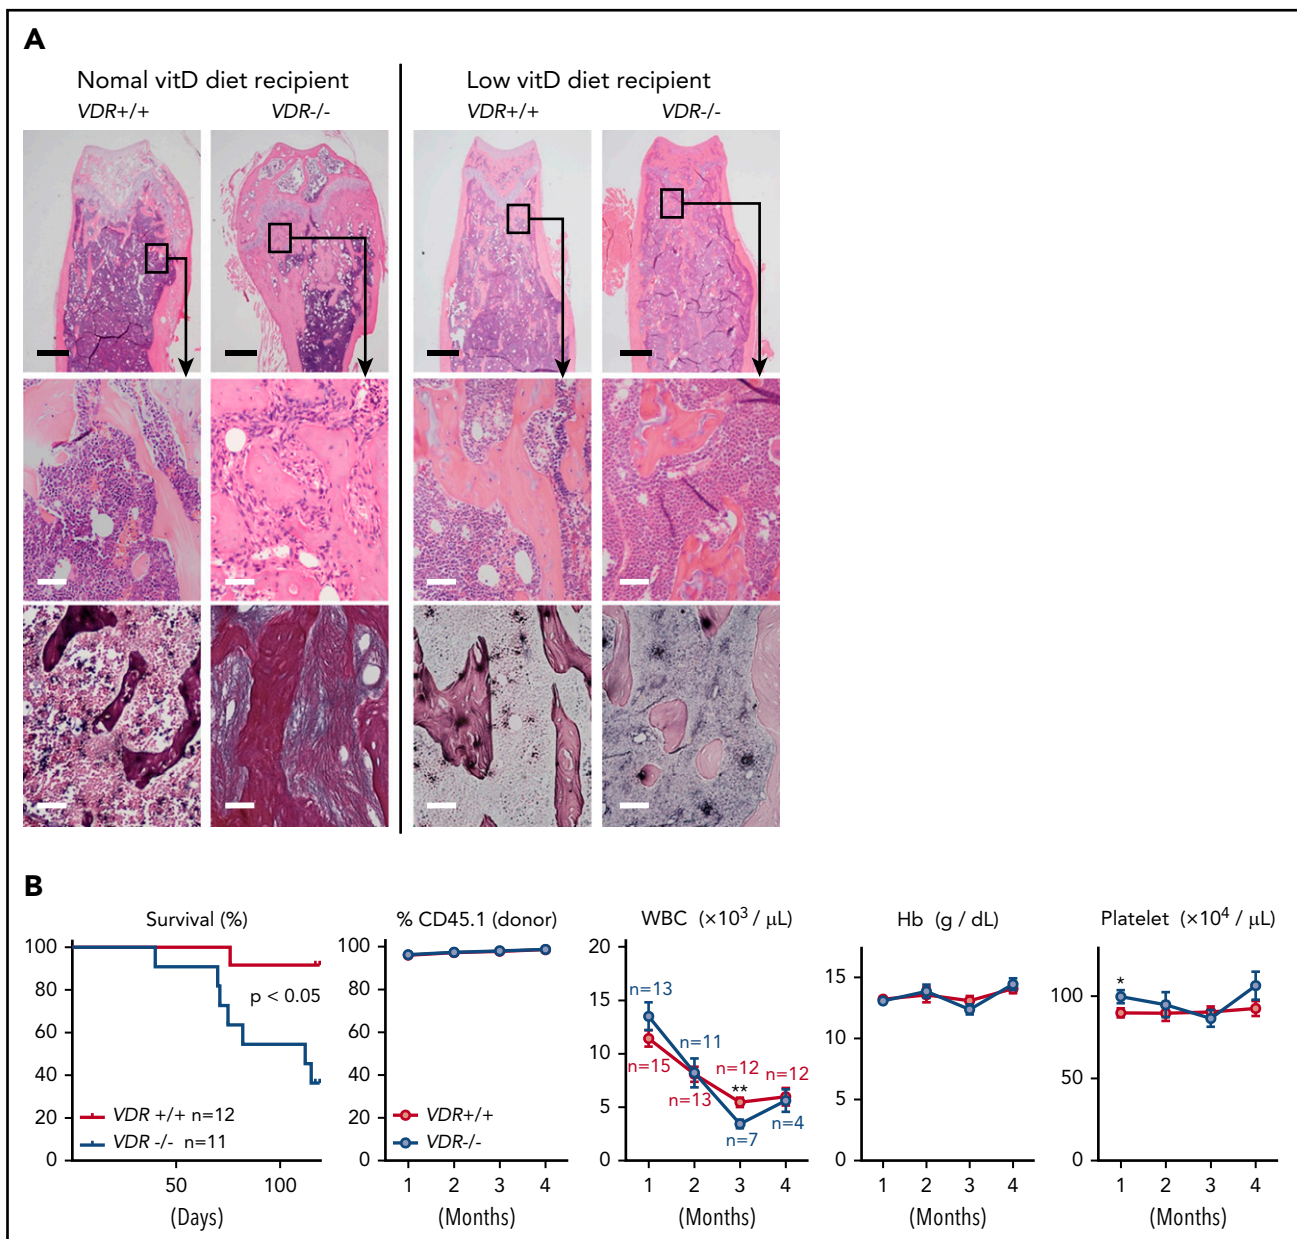 A
Nomal vitD diet recipient
Low vitD diet recipient
VDR+/+
VDR-/-
VDR+/+
VDR-/-
B
Survival (%)
100
80
60
40
20
0
p < 0.05
VDR +/+ n=12
VDR -/- n=11
50
100
(Days)
% CD45.1 (donor)
100
80
60
40
20
0
VDR+/+
VDR-/-
1 2 3 4
(Months)
WBC (×10³ / μL)
20
15
10
5
0
n=13
n=15
n=11
n=13
n=12
**
n=7
n=12
n=4
1 2 3 4
(Months)
Hb (g / dL)
15
10
5
0
1 2 3 4
(Months)
Platelet (×10⁴ / μL)
*
100
50
0
1 2 3 4
(Months)